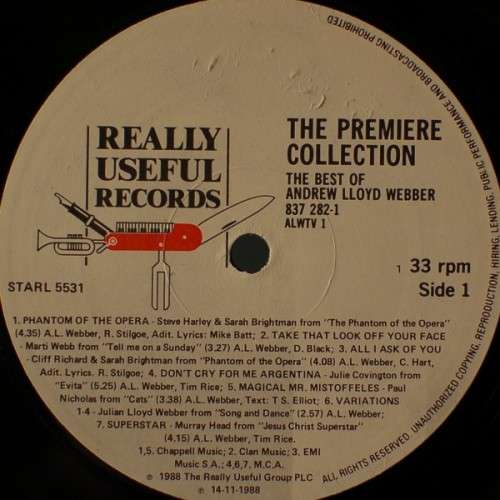 REALLY
USEFUL
RECORDS
THE PREMIERE
COLLECTION
THE BEST OF
ANDREW LLOYD WEBBER
837 282-1
ALWTV 1
STARL 5531
1 33 rpm
Side 1
1. PHANTOM OF THE OPERA - Steve Harley & Sarah Brightman from "The Phantom of the Opera"
(4.35) A.L. Webber, R. Stilgoe, Adit. Lyrics: Mike Batt; 2. TAKE THAT LOOK OFF YOUR FACE
- Marti Webb from "Tell me on a Sunday" (3.27) A.L. Webber, D. Black; 3. ALL I ASK OF YOU
- Cliff Richard & Sarah Brightman from "Phantom of the Opera" (4.08) A.L. Webber, C. Hart,
Adit. Lyrics. R. Stilgoe; 4. DON'T CRY FOR ME ARGENTINA - Julie Covington from
"Evita" (5.25) A.L. Webber, Tim Rice; 5. MAGICAL MR. MISTOFFELES - Paul
Nicholas from "Cats" (3.38) A.L. Webber, Text: T S. Elliot; 6. VARIATIONS
1-4 - Julian Lloyd Webber from "Song and Dance" (2.57) A.L. Webber;
7. SUPERSTAR - Murray Head from "Jesus Christ Superstar"
(4.15) A.L. Webber, Tim Rice.
1,5. Chappell Music; 2. Clan Music; 3. EMI
Music S.A.; 4,6,7. M.C.A.
℗ 1988 The Really Useful Group PLC
℗ 14-11-1988
ALL RIGHTS RESERVED. UNAUTHORIZED COPYING, REPRODUCTION, HIRING, LENDING, PUBLIC PERFORMANCE AND BROADCASTING PROHIBITED